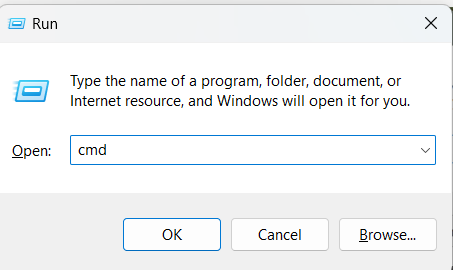 Run
Type the name of a program, folder, document, or
Internet resource, and Windows will open it for you.
Open: cmd
OK Cancel Browse...